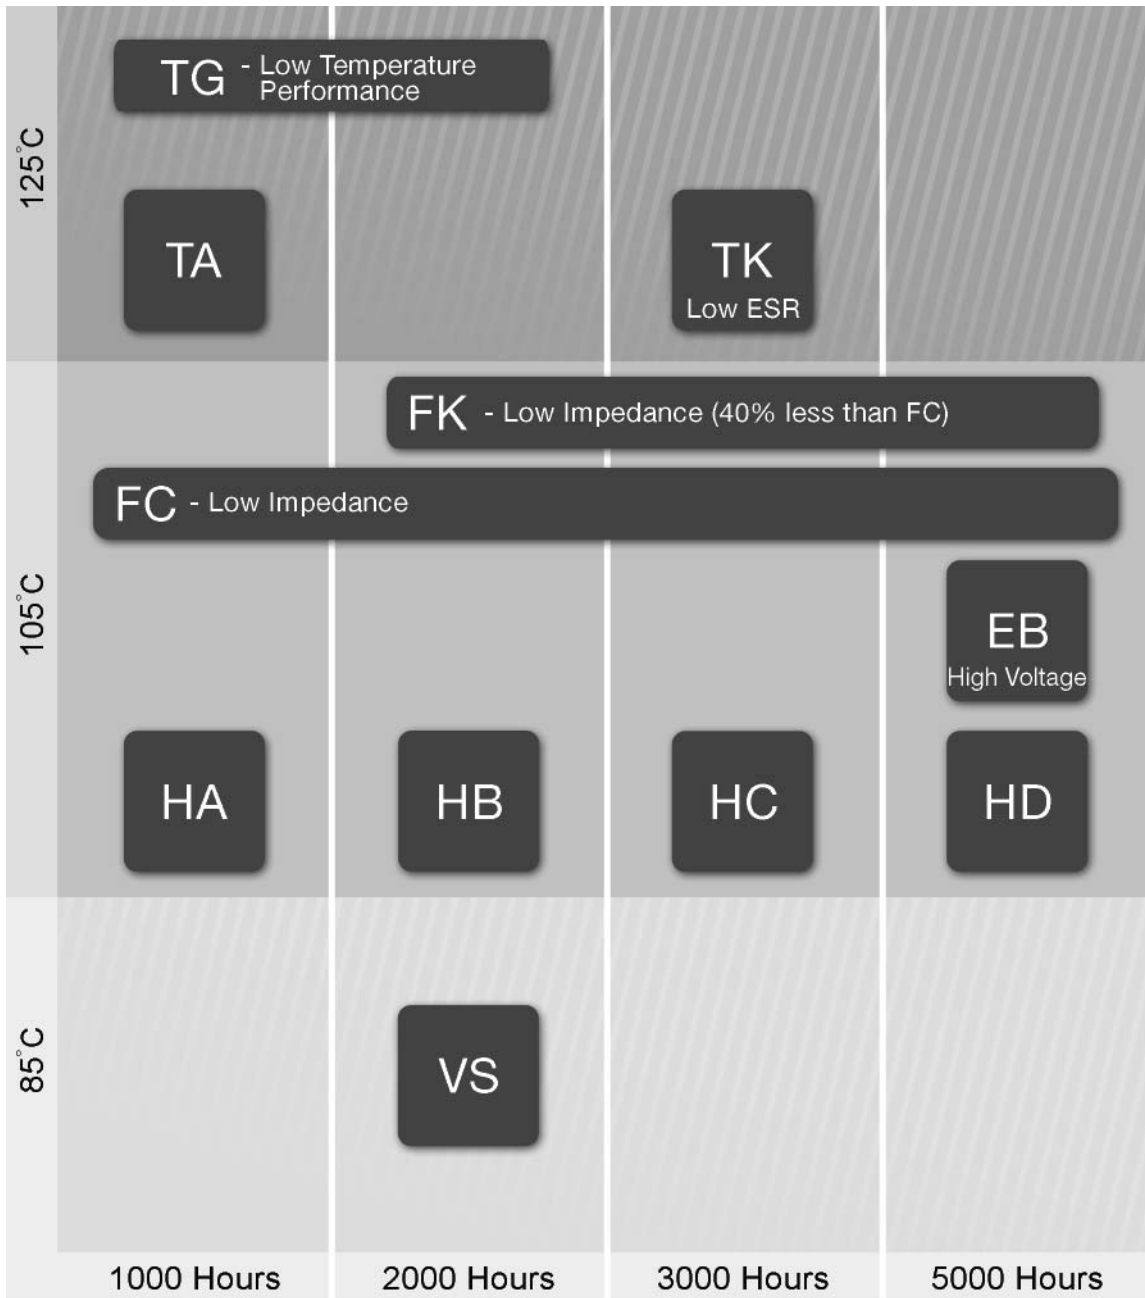 125°C
TG - Low Temperature
Performance
TA
TK
Low ESR
105°C
FK - Low Impedance (40% less than FC)
FC - Low Impedance
EB
High Voltage
HA HB HC HD
85°C
VS
1000 Hours 2000 Hours 3000 Hours 5000 Hours